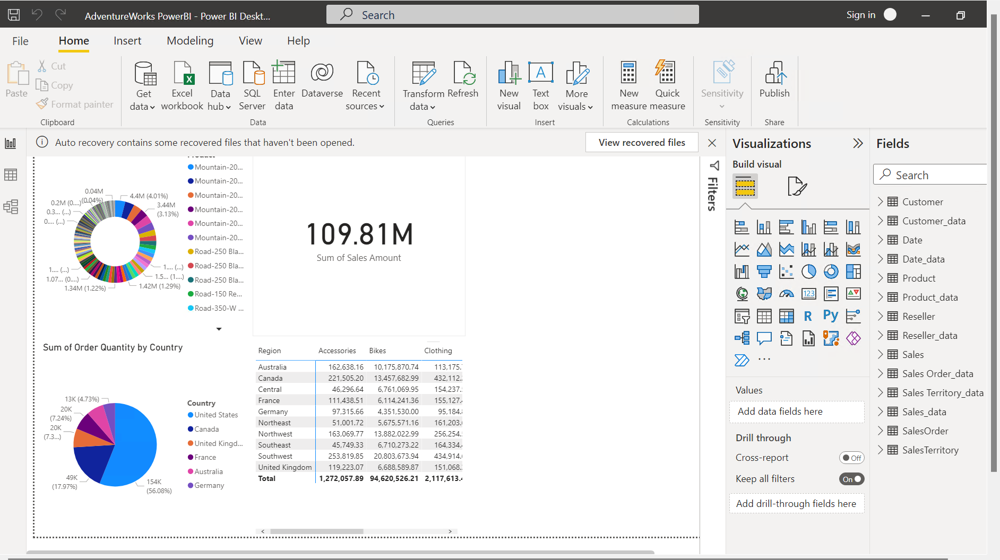 AdventureWorks PowerBI - Power BI Deskt...
Search
Sign in
File Home Insert Modeling View Help
Paste
Cut
Copy
Format painter
Clipboard
Get data
Excel workbook
Data hub
SQL Server
Enter data
Dataverse
Recent sources
Data
Transform data
Refresh
Queries
New visual
Text box
More visuals
Insert
New measure
Quick measure
Calculations
Sensitivity
Sensitivity
Publish
Share
Auto recovery contains some recovered files that haven't been opened.
View recovered files
Product
Mountain-20...
Mountain-20...
Mountain-20...
Mountain-20...
Mountain-20...
Mountain-20...
Road-250 Bla...
Road-250 Bla...
Road-250 Bla...
Road-150 Re...
Road-350-W ...
0.04M
(0.04%)
0.2M (0....)
0.3... (...)
0.... (...)
4.4M (4.01%)
3.44M
(3.13%)
1.... (...)
1.07... (0....)
1.34M (1.22%)
1.... (...)
1.5... (1....)
1.42M (1.29%)
109.81M
Sum of Sales Amount
Sum of Order Quantity by Country
13K (4.73%)
20K
(7.24%)
20K
(7.3...)
49K
(17.97%)
154K
(56.08%)
Country
United States
Canada
United Kingd...
France
Australia
Germany
Region Accessories Bikes Clothing
Australia 162,638.16 10,175,870.74 113,175.
Canada 221,505.20 13,457,682.99 432,112.
Central 46,296.64 6,761,069.95 154,237.
France 111,438.51 6,114,241.36 155,127.
Germany 97,315.66 4,351,530.00 95,184.
Northeast 51,001.72 5,675,571.16 161,203.
Northwest 163,069.77 13,882,022.99 256,254.
Southeast 45,749.33 6,710,273.22 164,334.
Southwest 253,819.85 20,803,673.94 434,914.
United Kingdom 119,223.07 6,688,589.87 151,068.
Total 1,272,057.89 94,620,526.21 2,117,613.
Filters
Visualizations
Build visual
123
R
Py
...
Values
Add data fields here
Drill through
Cross-report
Off
Keep all filters
On
Add drill-through fields here
Fields
Search
Customer
Customer_data
Date
Date_data
Product
Product_data
Reseller
Reseller_data
Sales
Sales Order_data
Sales Territory_data
Sales_data
SalesOrder
SalesTerritory